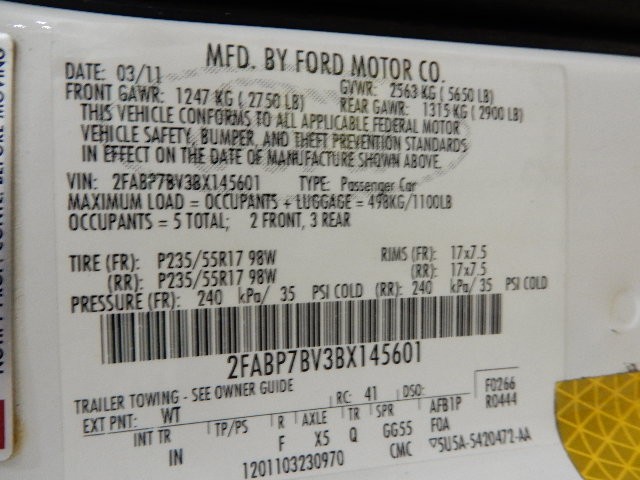 MFD. BY FORD MOTOR CO.
DATE: 03/11
GVWR: 2563 KG ( 5650 LB)
FRONT GAWR: 1247 KG ( 2750 LB)
REAR GAWR: 1315 KG ( 2900 LB)
THIS VEHICLE CONFORMS TO ALL APPLICABLE FEDERAL MOTOR
VEHICLE SAFETY, BUMPER, AND THEFT PREVENTION STANDARDS
IN EFFECT ON THE DATE OF MANUFACTURE SHOWN ABOVE.
VIN: 2FABP7BV3BX145601 TYPE: Passenger Car
MAXIMUM LOAD = OCCUPANTS + LUGGAGE = 498KG/1100LB
OCCUPANTS = 5 TOTAL; 2 FRONT, 3 REAR
TIRE (FR): P235/55R17 98W RIMS (FR): 17x7.5
(RR): P235/55R17 98W (RR): 17x7.5
PRESSURE (FR): 240 kPa/ 35 PSI COLD (RR): 240 kPa/ 35 PSI COLD
2FABP7BV3BX145601
TRAILER TOWING - SEE OWNER GUIDE
EXT PNT: WT RC: 41 DSO: F0266
R0444
INT TR TP/PS R AXLE TR SPR AFB1P
IN F X5 Q GG55 FOA
1201103230970 CMC 5U5A-5420472-AA